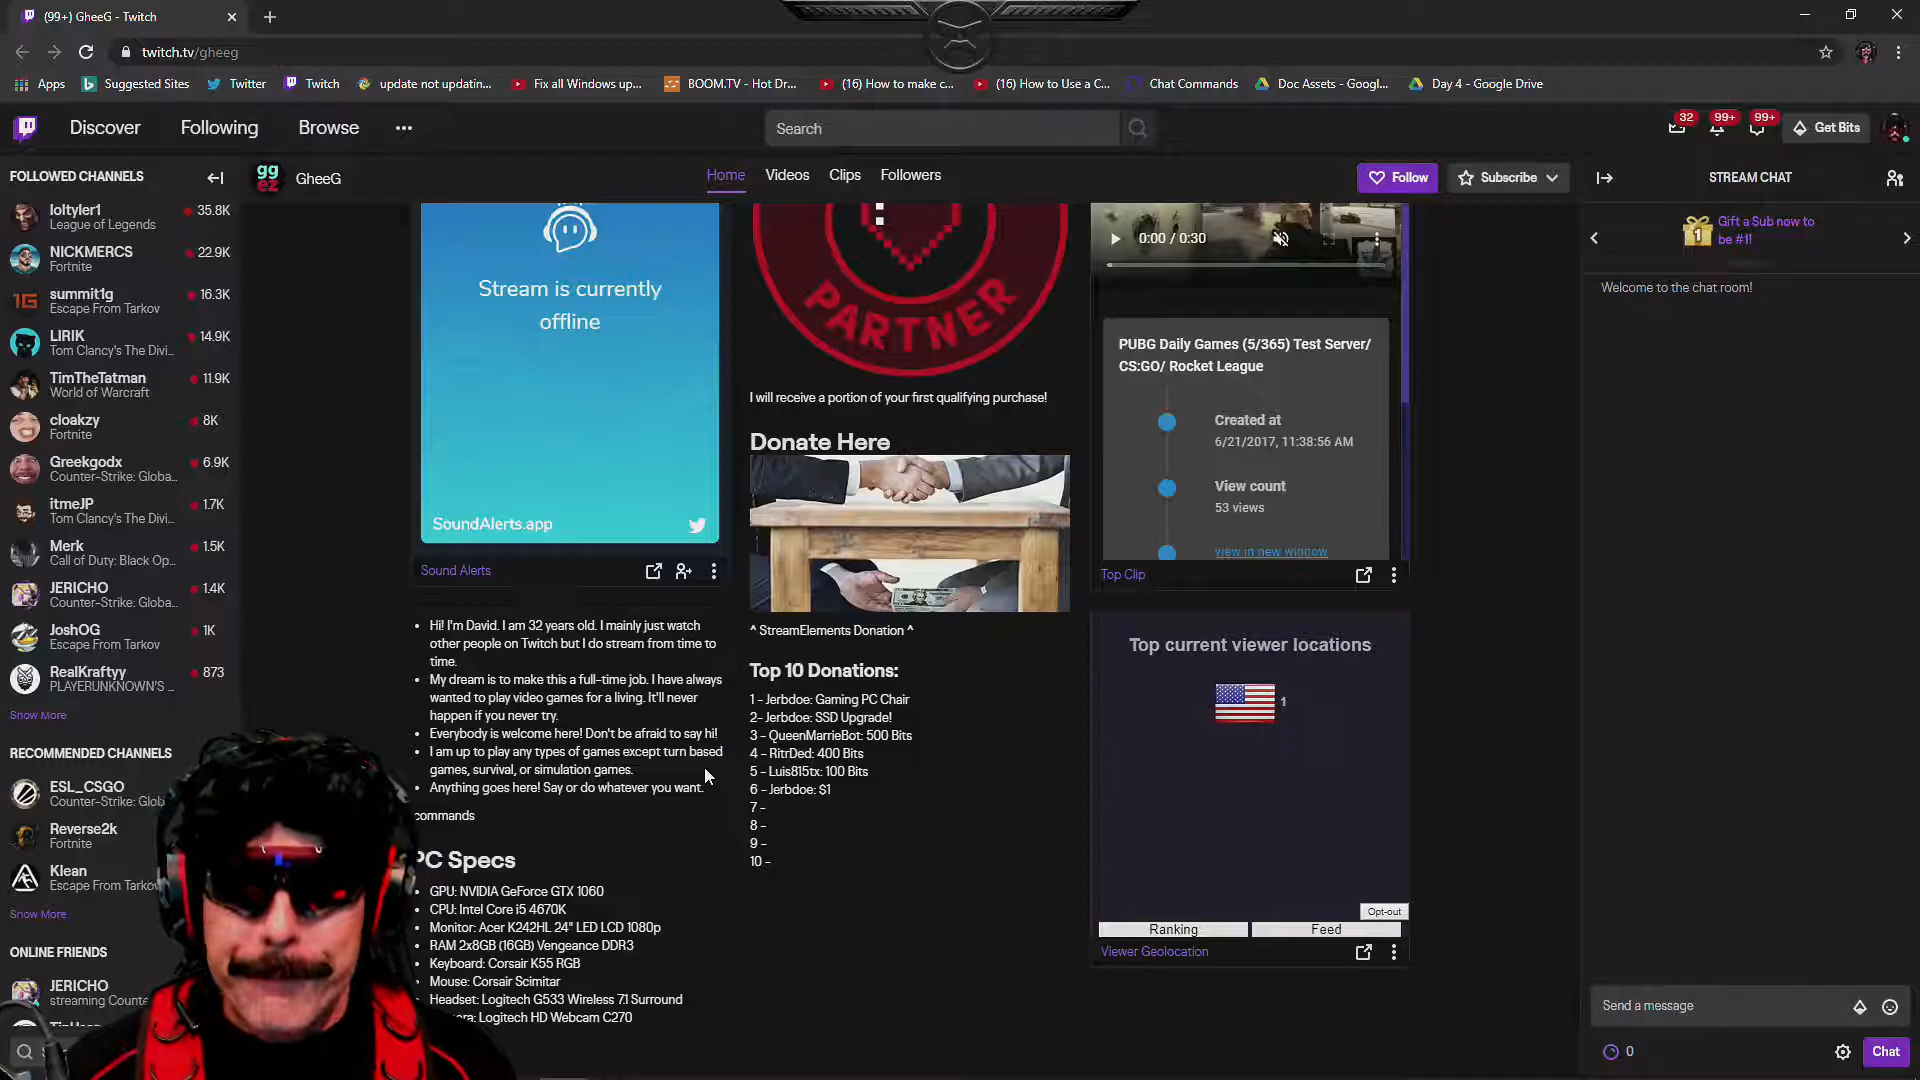 (99+) GheeG - Twitch
twitch.tv/gheeg
Apps
Suggested Sites
Twitter
Twitch
update not updatin...
Fix all Windows up...
BOOM.TV - Hot Dr...
(16) How to make c...
(16) How to Use a C...
Chat Commands
Doc Assets - Googl...
Day 4 - Google Drive
Discover
Following
Browse
Search
32
99+
99+
Get Bits
FOLLOWED CHANNELS
gg
ez
GheeG
Home
Videos
Clips
Followers
Follow
Subscribe
STREAM CHAT
loltyler1
35.8K
League of Legends
NICKMERCS
22.9K
Fortnite
summit1g
16.3K
Escape From Tarkov
LIRIK
14.9K
Tom Clancy's The Divi...
TimTheTatman
11.9K
World of Warcraft
cloakzy
8K
Fortnite
Greekgodx
6.9K
Counter-Strike: Globa...
itmeJP
1.7K
Tom Clancy's The Divi...
Merk
1.5K
Call of Duty: Black Op...
JERICHO
1.4K
Counter-Strike: Globa...
JoshOG
1K
Escape From Tarkov
RealKraftyy
873
PLAYERUNKNOWN'S ...
Show More
RECOMMENDED CHANNELS
ESL_CSGO
Counter-Strike: Glob
Reverse2k
Fortnite
Klean
Escape From Tarkov
Show More
ONLINE FRIENDS
JERICHO
streaming Counte
Stream is currently
offline
SoundAlerts.app
Sound Alerts
• Hi! I'm David. I am 32 years old. I mainly just watch
other people on Twitch but I do stream from time to
time.
• My dream is to make this a full-time job. I have always
wanted to play video games for a living. It'll never
happen if you never try.
• Everybody is welcome here! Don't be afraid to say hi!
• I am up to play any types of games except turn based
games, survival, or simulation games.
• Anything goes here! Say or do whatever you want.
commands
PC Specs
• GPU: NVIDIA GeForce GTX 1060
• CPU: Intel Core i5 4670K
• Monitor: Acer K242HL 24" LED LCD 1080p
• RAM 2x8GB (16GB) Vengeance DDR3
• Keyboard: Corsair K55 RGB
• Mouse: Corsair Scimitar
• Headset: Logitech G533 Wireless 7.1 Surround
Logitech HD Webcam C270
PARTNER
I will receive a portion of your first qualifying purchase!
Donate Here
^ StreamElements Donation ^
Top 10 Donations:
1 - Jerbdoe: Gaming PC Chair
2- Jerbdoe: SSD Upgrade!
3 - QueenMarrieBot: 500 Bits
4 - RitrDed: 400 Bits
5 - Luis815tx: 100 Bits
6 - Jerbdoe: $1
7 -
8 -
9 -
10 -
0:00 / 0:30
PUBG Daily Games (5/365) Test Server/
CS:GO/ Rocket League
Created at
6/21/2017, 11:38:56 AM
View count
53 views
view in new window
Top Clip
Top current viewer locations
1
Opt-out
Ranking
Feed
Viewer Geolocation
1
Gift a Sub now to
be #1!
Welcome to the chat room!
Send a message
0
Chat